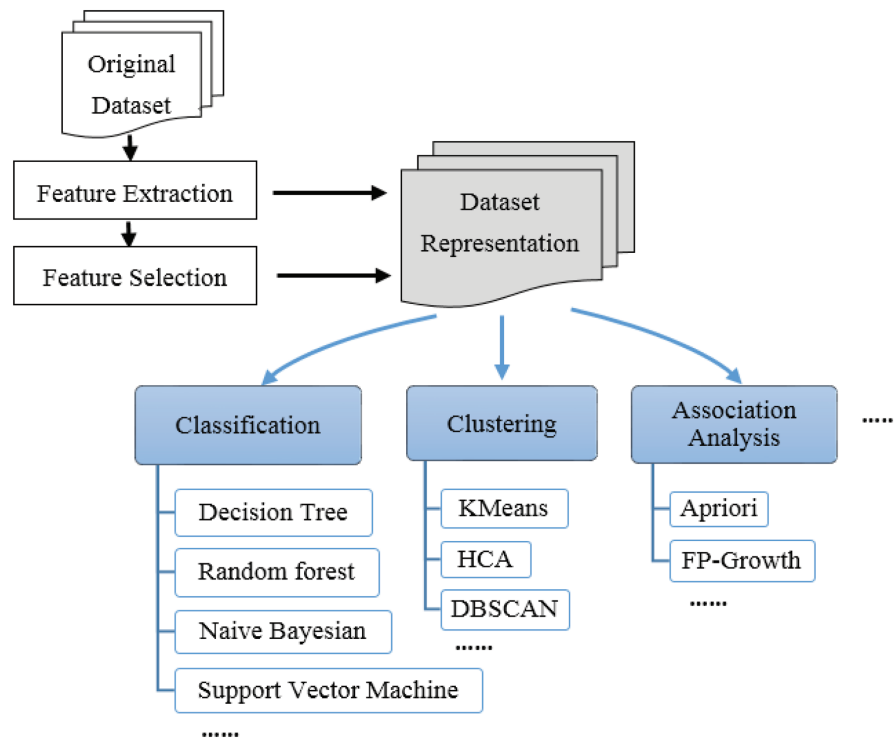 Original
Dataset
Feature Extraction
Feature Selection
Dataset
Representation
Classification
Decision Tree
Random forest
Naive Bayesian
Support Vector Machine
......
Clustering
KMeans
HCA
DBSCAN
......
Association
Analysis
Apriori
FP-Growth
......
......